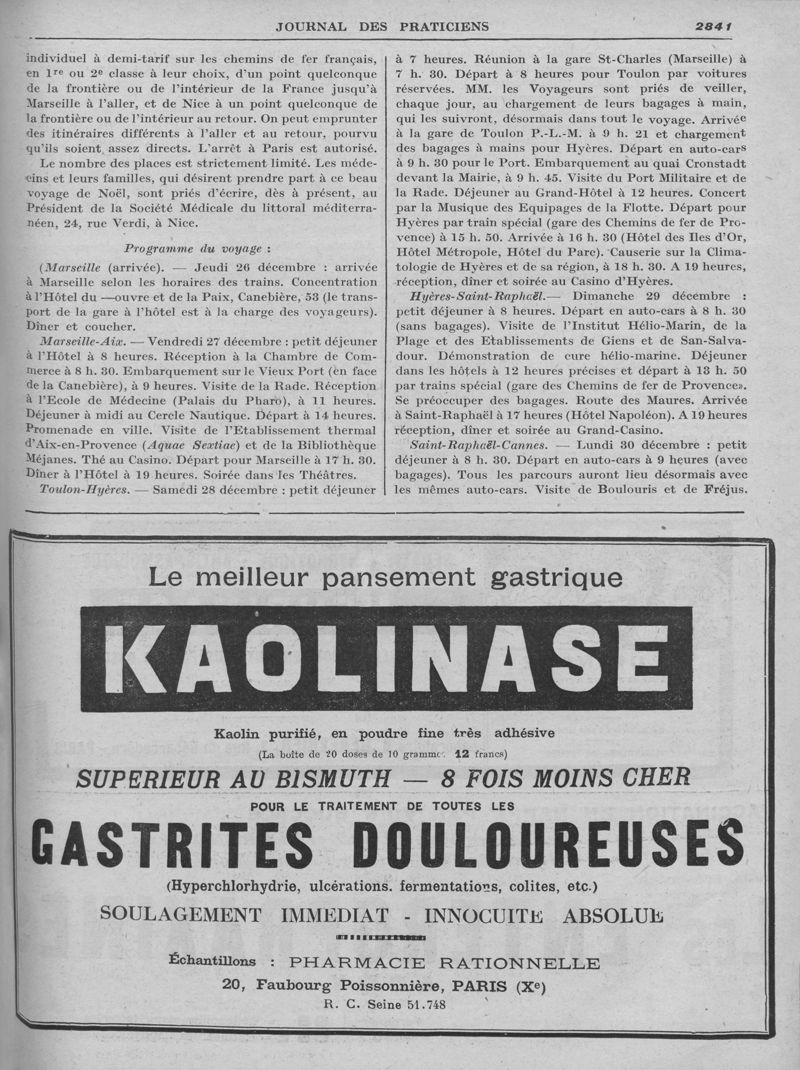 JOURNAL DES PRATICIENS
2841
individuel à demi-tarif sur les chemins de fer français,
en 1re ou 2e classe à leur choix, d'un point quelconque
de la frontière ou de l'intérieur de la France jusqu'à
Marseille à l'aller, et de Nice à un point quelconque de
la frontière ou de l'intérieur au retour. On peut emprunter
des itinéraires différents à l'aller et au retour, pourvu
qu'ils soient assez directs. L'arrêt à Paris est autorisé.
Le nombre des places est strictement limité. Les méde-
cins et leurs familles, qui désirent prendre part à ce beau
voyage de Noël, sont priés d'écrire, dès à présent, au
Président de la Société Médicale du littoral méditerra-
néen, 24, rue Verdi, à Nice.
Programme du voyage :
(Marseille (arrivée). — Jeudi 26 décembre : arrivée
à Marseille selon les horaires des trains. Concentration
à l'Hôtel du —ouvre et de la Paix, Canebière, 53 (le trans-
port de la gare à l'hôtel est à la charge des voyageurs).
Dîner et coucher.
Marseille-Aix. — Vendredi 27 décembre : petit déjeuner
à l'Hôtel à 8 heures. Réception à la Chambre de Com-
merce à 8 h. 30. Embarquement sur le Vieux Port (èn face
de la Canebière), à 9 heures. Visite de la Rade. Réception
à l'Ecole de Médecine (Palais du Pharo), à 11 heures.
Déjeuner à midi au Cercle Nautique. Départ à 14 heures.
Promenade en ville. Visite de l'Etablissement thermal
d'Aix-en-Provence (Aquae Sextiae) et de la Bibliothèque
Méjanes. Thé au Casino. Départ pour Marseille à 17 h. 30.
Dîner à l'Hôtel à 19 heures. Soirée dans les Théâtres.
Toulon-Hyères. — Samedi 28 décembre : petit déjeuner
à 7 heures. Réunion à la gare St-Charles (Marseille) à
7 h. 30. Départ à 8 heures pour Toulon par voitures
réservées. MM. les Voyageurs sont priés de veiller,
chaque jour, au chargement de leurs bagages à main,
qui les suivront, désormais dans tout le voyage. Arrivée
à la gare de Toulon P.-L.-M. à 9 h. 21 et chargement
des bagages à mains pour Hyères. Départ en auto-cars
à 9 h. 30 pour le Port. Embarquement au quai Cronstadt
devant la Mairie, à 9 h. 45. Visite du Port Militaire et de
la Rade. Déjeuner au Grand-Hôtel à 12 heures. Concert
par la Musique des Equipages de la Flotte. Départ pour
Hyères par train spécial (gare des Chemins de fer de Pro-
vence) à 15 h. 50. Arrivée à 16 h. 30 (Hôtel des Iles d'Or,
Hôtel Métropole, Hôtel du Parc). Causerie sur la Clima-
tologie de Hyères et de sa région, à 18 h. 30. A 19 heures,
réception, dîner et soirée au Casino d'Hyères.
Hyères-Saint-Raphaël.— Dimanche 29 décembre :
petit déjeuner à 8 heures. Départ en auto-cars à 8 h. 30
(sans bagages). Visite de l'Institut Hélio-Marin, de la
Plage et des Etablissements de Giens et de San-Salva-
dour. Démonstration de cure hélio-marine. Déjeuner
dans les hôtels à 12 heures précises et départ à 13 h. 50
par trains spécial (gare des Chemins de fer de Provence).
Se préoccuper des bagages. Route des Maures. Arrivée
à Saint-Raphaël à 17 heures (Hôtel Napoléon). A 19 heures
réception, dîner et soirée au Grand-Casino.
Saint-Raphaël-Cannes. — Lundi 30 décembre : petit
déjeuner à 8 h. 30. Départ en auto-cars à 9 heures (avec
bagages). Tous les parcours auront lieu désormais avec
les mêmes auto-cars. Visite de Boulouris et de Fréjus.
Le meilleur pansement gastrique
KAOLINASE
Kaolin purifié, en poudre fine très adhésive
(La boîte de 20 doses de 10 gramme. 12 francs)
SUPERIEUR AU BISMUTH — 8 FOIS MOINS CHER
POUR LE TRAITEMENT DE TOUTES LES
GASTRITES DOULOUREUSES
(Hyperchlorhydrie, ulcérations. fermentations, colites, etc.)
SOULAGEMENT IMMEDIAT - INNOCUITE ABSOLUE
Échantillons : PHARMACIE RATIONNELLE
20, Faubourg Poissonnière, PARIS (Xe)
R. C. Seine 51.748